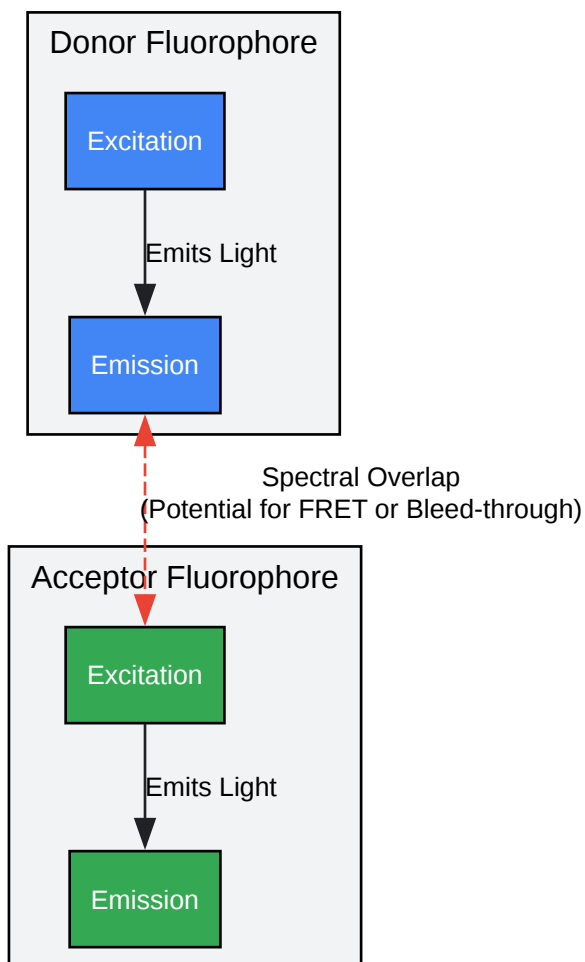 Donor Fluorophore
Excitation
Emits Light
Emission
Spectral Overlap
(Potential for FRET or Bleed-through)
Acceptor Fluorophore
Excitation
Emits Light
Emission